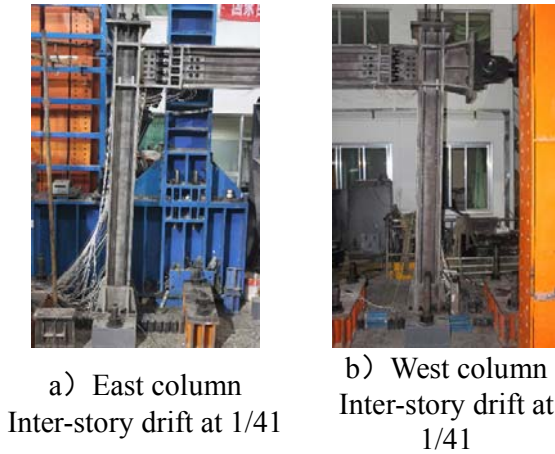 a）East column
Inter-story drift at 1/41
b）West column
Inter-story drift at
1/41